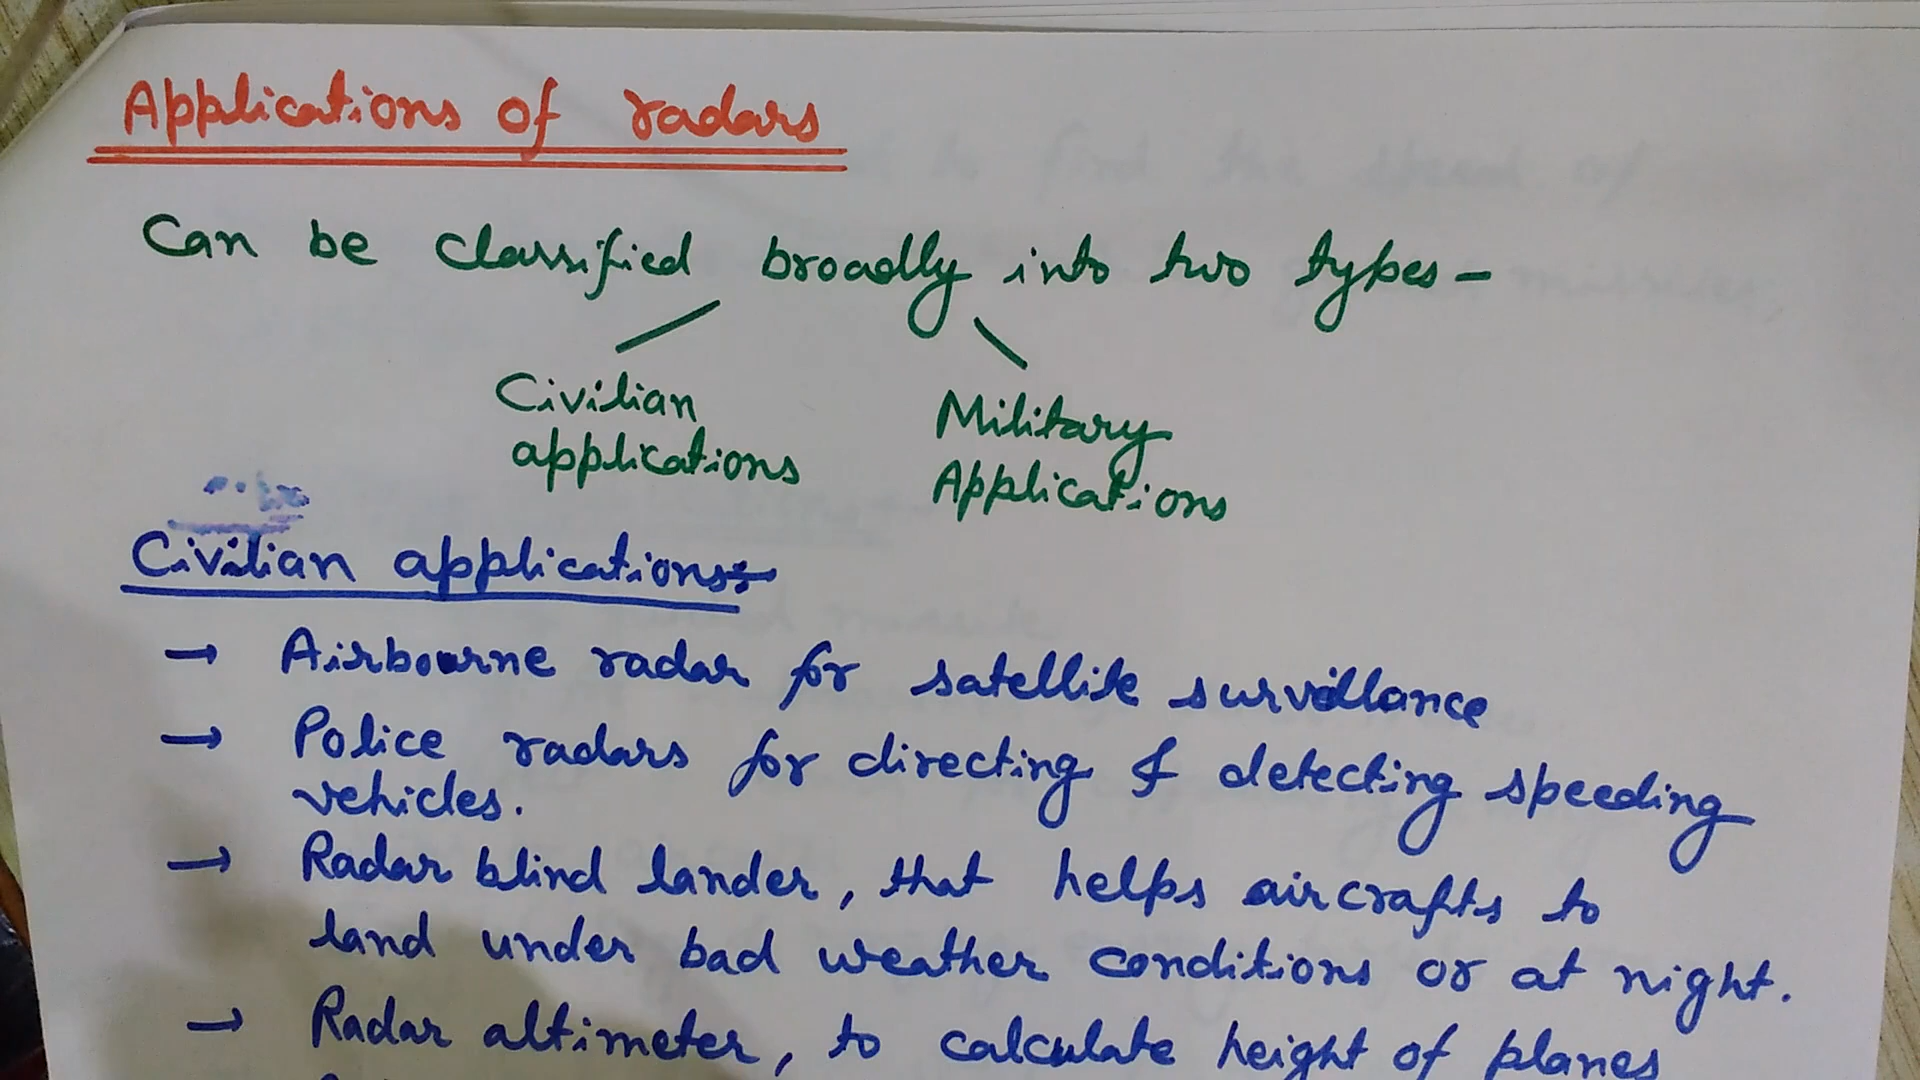 Applications of radars
Can be classified broadly into two types-
Civilian applications
Military Applications
Civilian applications:-
→ Airbourne radar for satellite survillance
→ Police radars for directing & detecting speeding
vehicles.
→ Radar blind lander, that helps aircrafts to
land under bad weather conditions or at night.
→ Radar altimeter, to calculate height of planes